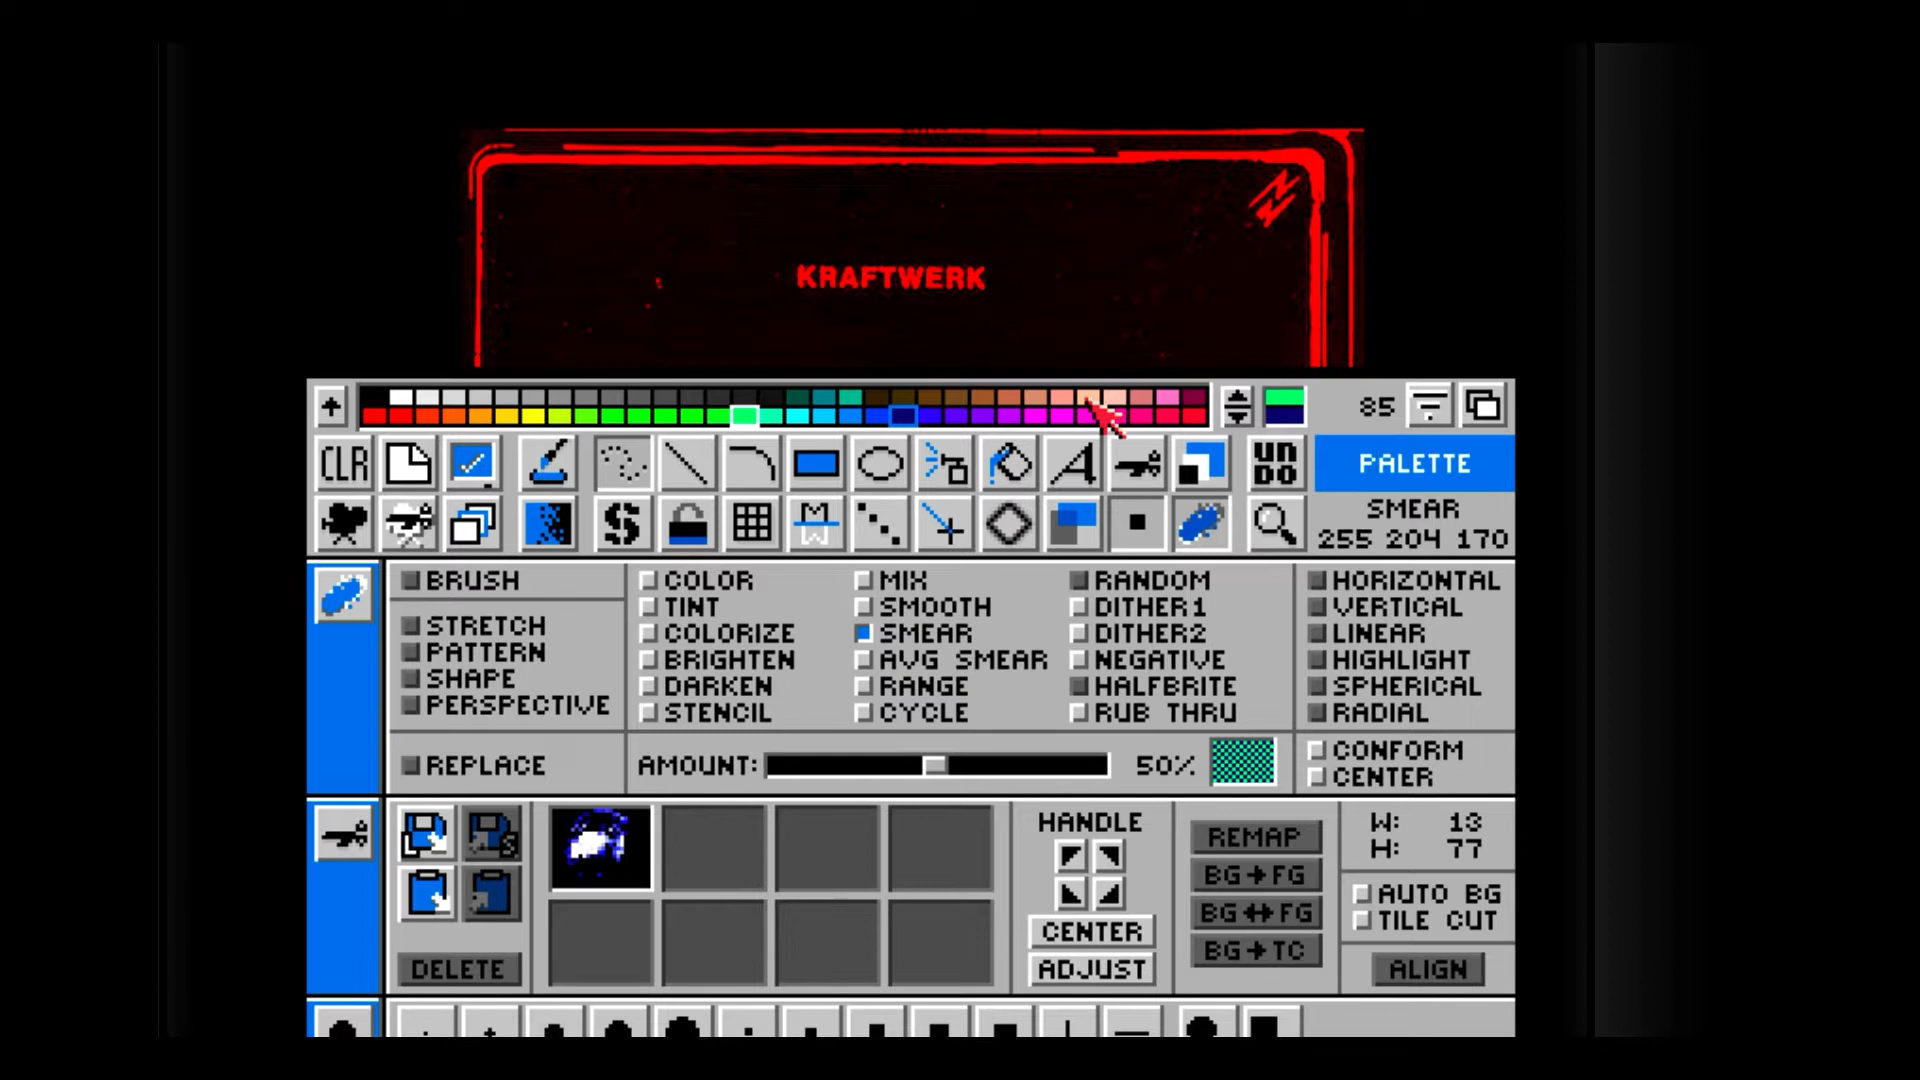 KRAFTWERK
85
CLR UNDO PALETTE
SMEAR
255 204 170
BRUSH COLOR MIX RANDOM HORIZONTAL
TINT SMOOTH DITHER1 VERTICAL
STRETCH COLORIZE SMEAR DITHER2 LINEAR
PATTERN BRIGHTEN AVG SMEAR NEGATIVE HIGHLIGHT
SHAPE DARKEN RANGE HALFBRITE SPHERICAL
PERSPECTIVE STENCIL CYCLE RUB THRU RADIAL
REPLACE AMOUNT: 50% CONFORM
CENTER
HANDLE REMAP W: 13
H: 77
BG→FG
AUTO BG
BG↔FG TILE CUT
CENTER BG→TC
DELETE ADJUST ALIGN